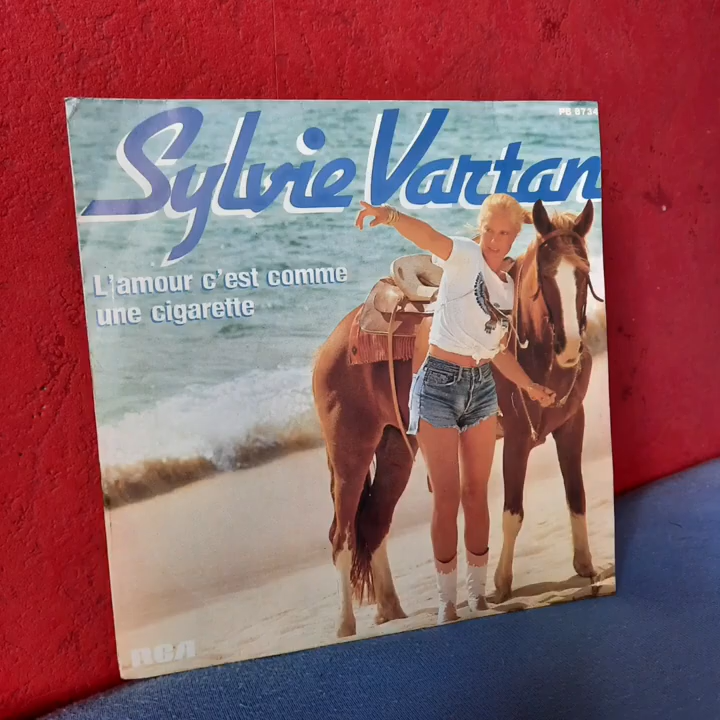 PB 8734
Sylvie Vartan
L'amour c'est comme
une cigarette
RCA